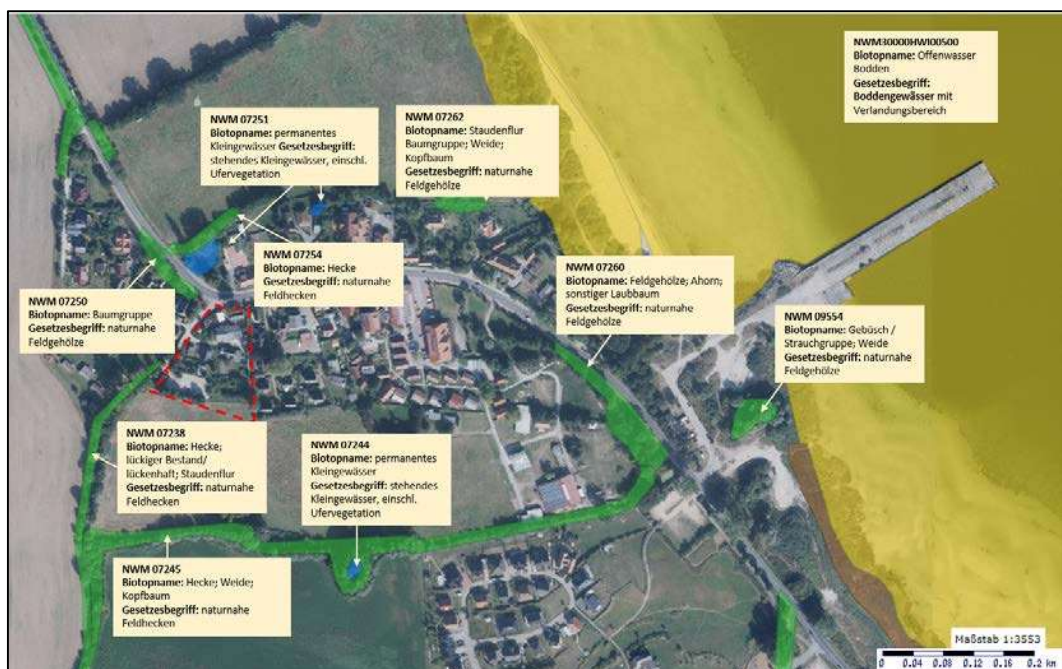 NWM30000HWI00500
Biotopname: Offenwasser
Bodden
Gesetzesbegriff:
Boddengewässer mit
Verlandungsbereich
NWM 07251
Biotopname: permanentes
Kleingewässer Gesetzesbegriff:
stehendes Kleingewässer, einschl.
Ufervegetation
NWM 07262
Biotopname: Staudenflur
Baumgruppe; Weide;
Kopfbaum
Gesetzesbegriff: naturnahe
Feldgehölze
NWM 07254
Biotopname: Hecke
Gesetzesbegriff: naturnahe
Feldhecken
NWM 07260
Biotopname: Feldgehölze; Ahorn;
sonstiger Laubbaum
Gesetzesbegriff: naturnahe
Feldgehölze
NWM 07250
Biotopname: Baumgruppe
Gesetzesbegriff: naturnahe
Feldgehölze
NWM 09554
Biotopname: Gebüsch /
Strauchgruppe; Weide
Gesetzesbegriff: naturnahe
Feldgehölze
NWM 07238
Biotopname: Hecke;
lückiger Bestand/
lückenhaft; Staudenflur
Gesetzesbegriff: naturnahe
Feldhecken
NWM 07244
Biotopname: permanentes
Kleingewässer
Gesetzesbegriff: stehendes
Kleingewässer, einschl.
Ufervegetation
NWM 07245
Biotopname: Hecke; Weide;
Kopfbaum
Gesetzesbegriff: naturnahe
Feldhecken
Maßstab 1:3553
0 0.04 0.08 0.12 0.16 0.2 km